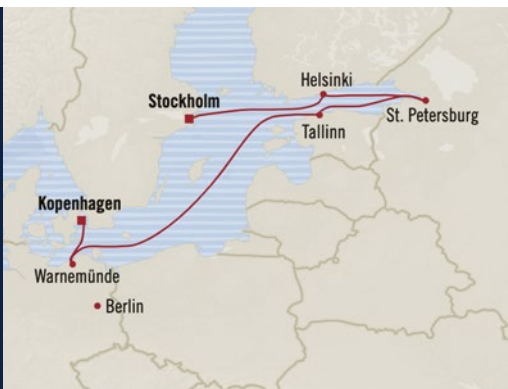 Helsinki
Stockholm
St. Petersburg
Tallinn
Kopenhagen
Warnemünde
Berlin